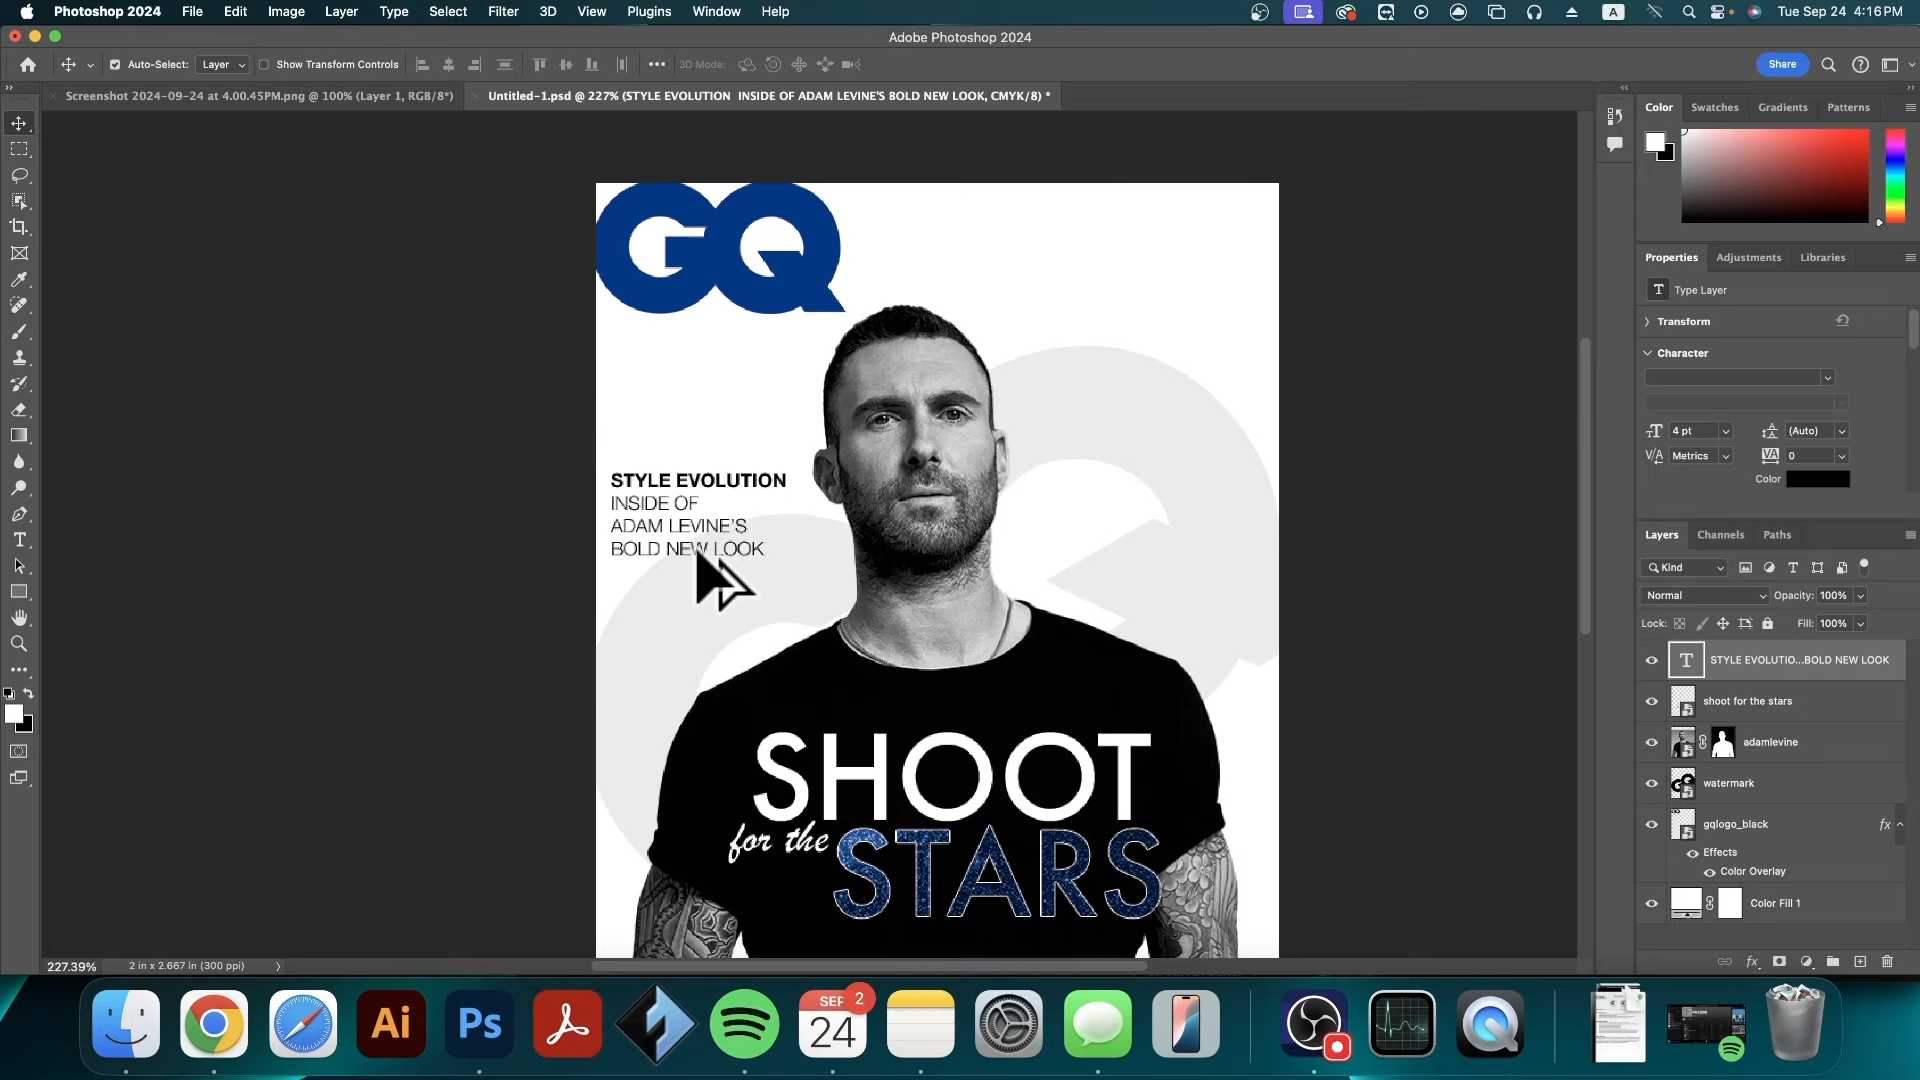 Photoshop 2024 File Edit Image Layer Type Select Filter 3D View Plugins Window Help A Tue Sep 24 4:16 PM
Adobe Photoshop 2024
Auto-Select: Layer Show Transform Controls 3D Mode: Share
Screenshot 2024-09-24 at 4.00.45PM.png @ 100% (Layer 1, RGB/8*) Untitled-1.psd @ 227% (STYLE EVOLUTION INSIDE OF ADAM LEVINE'S BOLD NEW LOOK, CMYK/8) *
Color Swatches Gradients Patterns
GQ
Properties Adjustments Libraries
T Type Layer
Transform
Character
4 pt (Auto)
Metrics 0
Color
STYLE EVOLUTION
INSIDE OF
ADAM LEVINE'S
BOLD NEW LOOK
SHOOT
for the STARS
Layers Channels Paths
Kind
Normal Opacity: 100%
Lock: Fill: 100%
T STYLE EVOLUTIO...BOLD NEW LOOK
shoot for the stars
adamlevine
watermark
gqlogo_black fx
Effects
Color Overlay
Color Fill 1
fx
227.39% 2 in x 2.667 in (300 ppi)
Ai Ps SEP 2
24